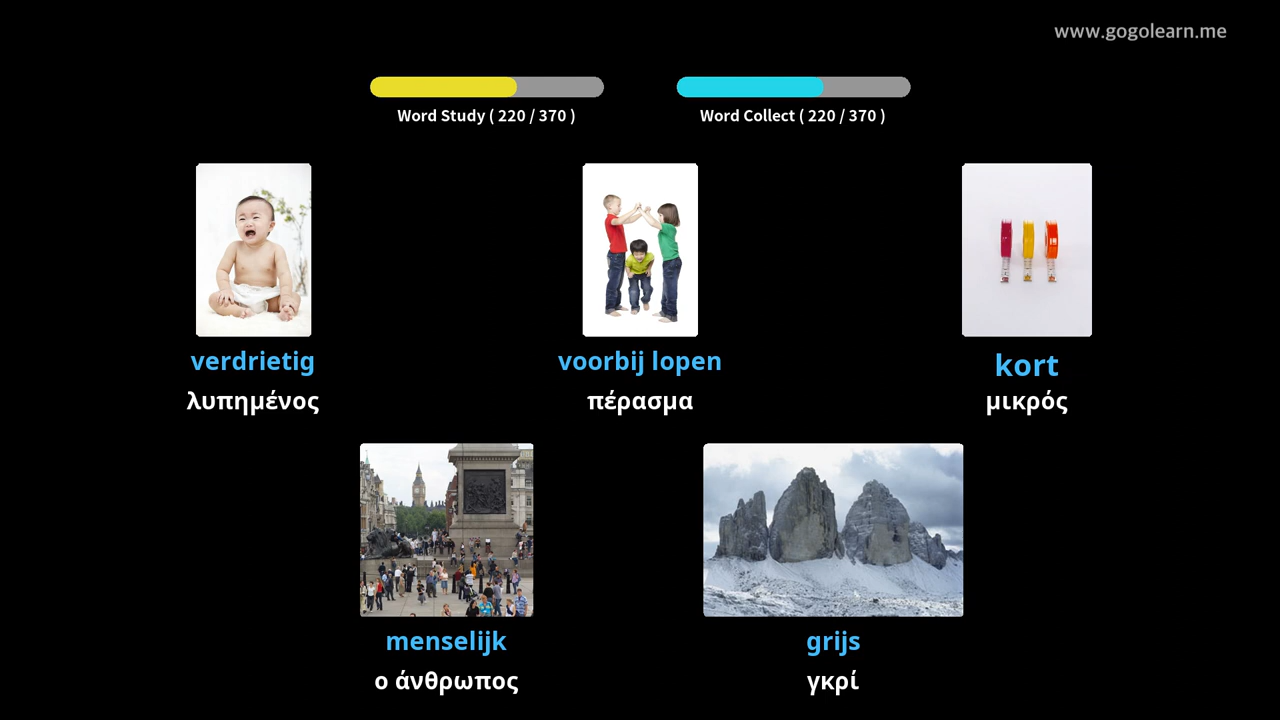 www.gogolearn.me
Word Study ( 220 / 370 )
Word Collect ( 220 / 370 )
verdrietig
λυπημένος
voorbij lopen
πέρασμα
kort
μικρός
menselijk
ο άνθρωπος
grijs
γκρί